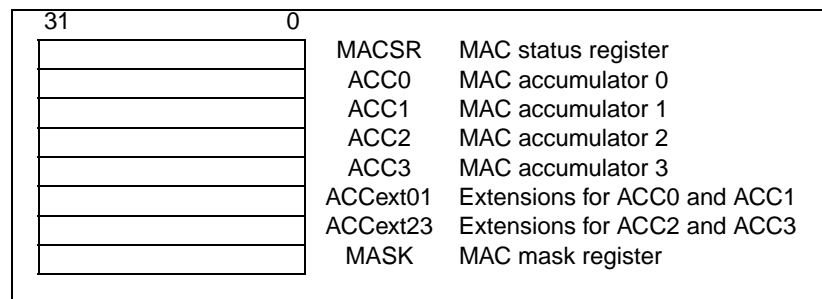 31 0
MACSR MAC status register
ACC0 MAC accumulator 0
ACC1 MAC accumulator 1
ACC2 MAC accumulator 2
ACC3 MAC accumulator 3
ACCext01 Extensions for ACC0 and ACC1
ACCext23 Extensions for ACC2 and ACC3
MASK MAC mask register